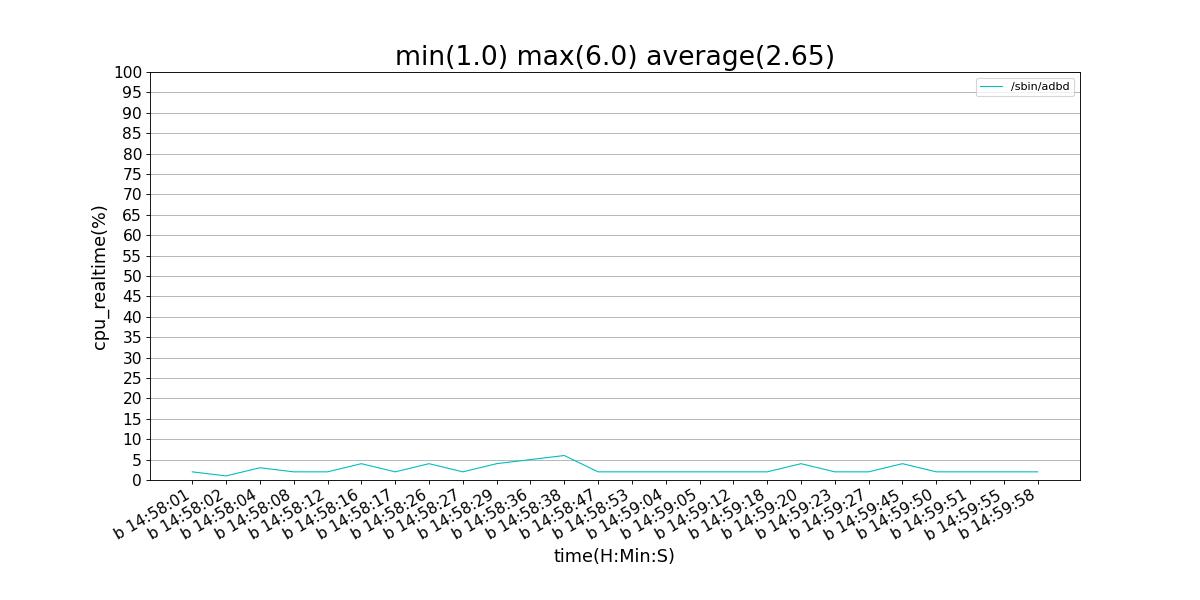 min(1.0) max(6.0) average(2.65)
100
95
90
85
80
75
70
65
60
55
50
45
40
35
30
25
20
15
10
5
0
cpu_realtime(%)
/sbin/adbd
b 14:58:01
b 14:58:02
b 14:58:04
b 14:58:08
b 14:58:12
b 14:58:16
b 14:58:17
b 14:58:26
b 14:58:27
b 14:58:29
b 14:58:36
b 14:58:38
b 14:58:47
b 14:58:53
b 14:59:04
b 14:59:05
b 14:59:12
b 14:59:18
b 14:59:20
b 14:59:23
b 14:59:27
b 14:59:45
b 14:59:50
b 14:59:51
b 14:59:55
b 14:59:58
time(H:Min:S)